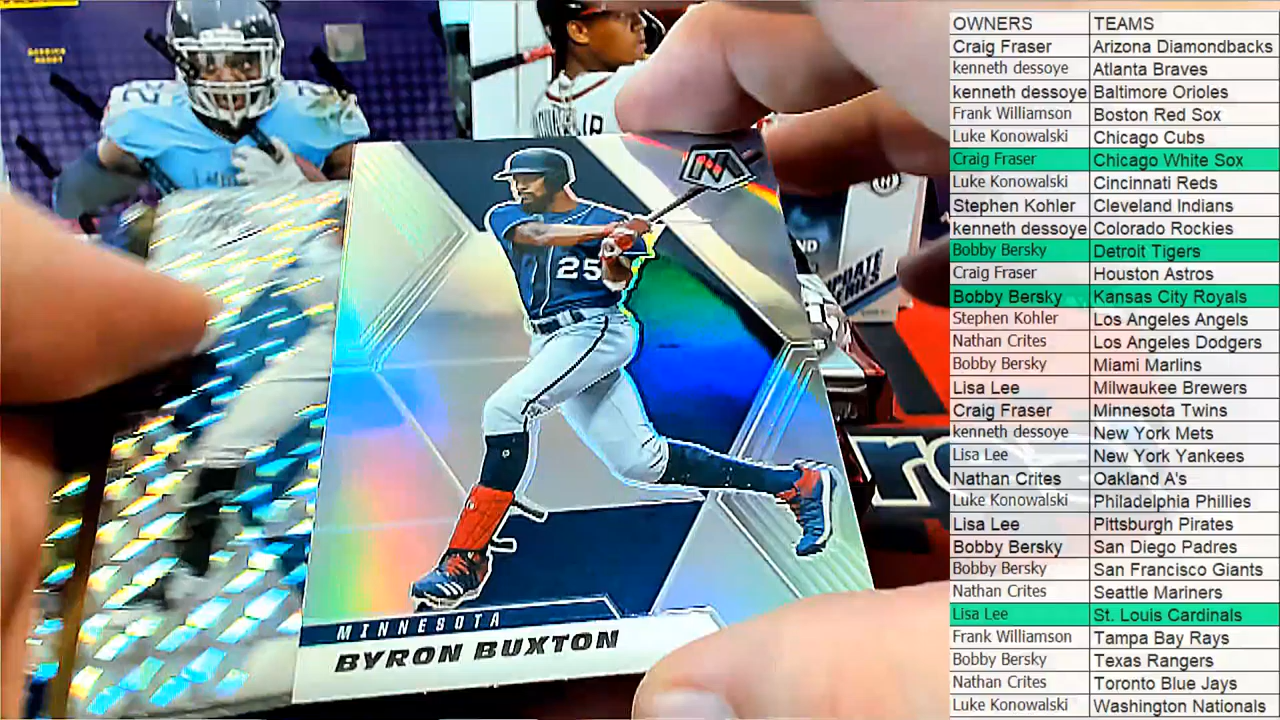 25
M
MINNESOTA
BYRON BUXTON
UPDATE
SERIES
OWNERS TEAMS
Craig Fraser Arizona Diamondbacks
kenneth dessoye Atlanta Braves
kenneth dessoye Baltimore Orioles
Frank Williamson Boston Red Sox
Luke Konowalski Chicago Cubs
Craig Fraser Chicago White Sox
Luke Konowalski Cincinnati Reds
Stephen Kohler Cleveland Indians
kenneth dessoye Colorado Rockies
Bobby Bersky Detroit Tigers
Craig Fraser Houston Astros
Bobby Bersky Kansas City Royals
Stephen Kohler Los Angeles Angels
Nathan Crites Los Angeles Dodgers
Bobby Bersky Miami Marlins
Lisa Lee Milwaukee Brewers
Craig Fraser Minnesota Twins
kenneth dessoye New York Mets
Lisa Lee New York Yankees
Nathan Crites Oakland A's
Luke Konowalski Philadelphia Phillies
Lisa Lee Pittsburgh Pirates
Bobby Bersky San Diego Padres
Bobby Bersky San Francisco Giants
Nathan Crites Seattle Mariners
Lisa Lee St. Louis Cardinals
Frank Williamson Tampa Bay Rays
Bobby Bersky Texas Rangers
Nathan Crites Toronto Blue Jays
Luke Konowalski Washington Nationals